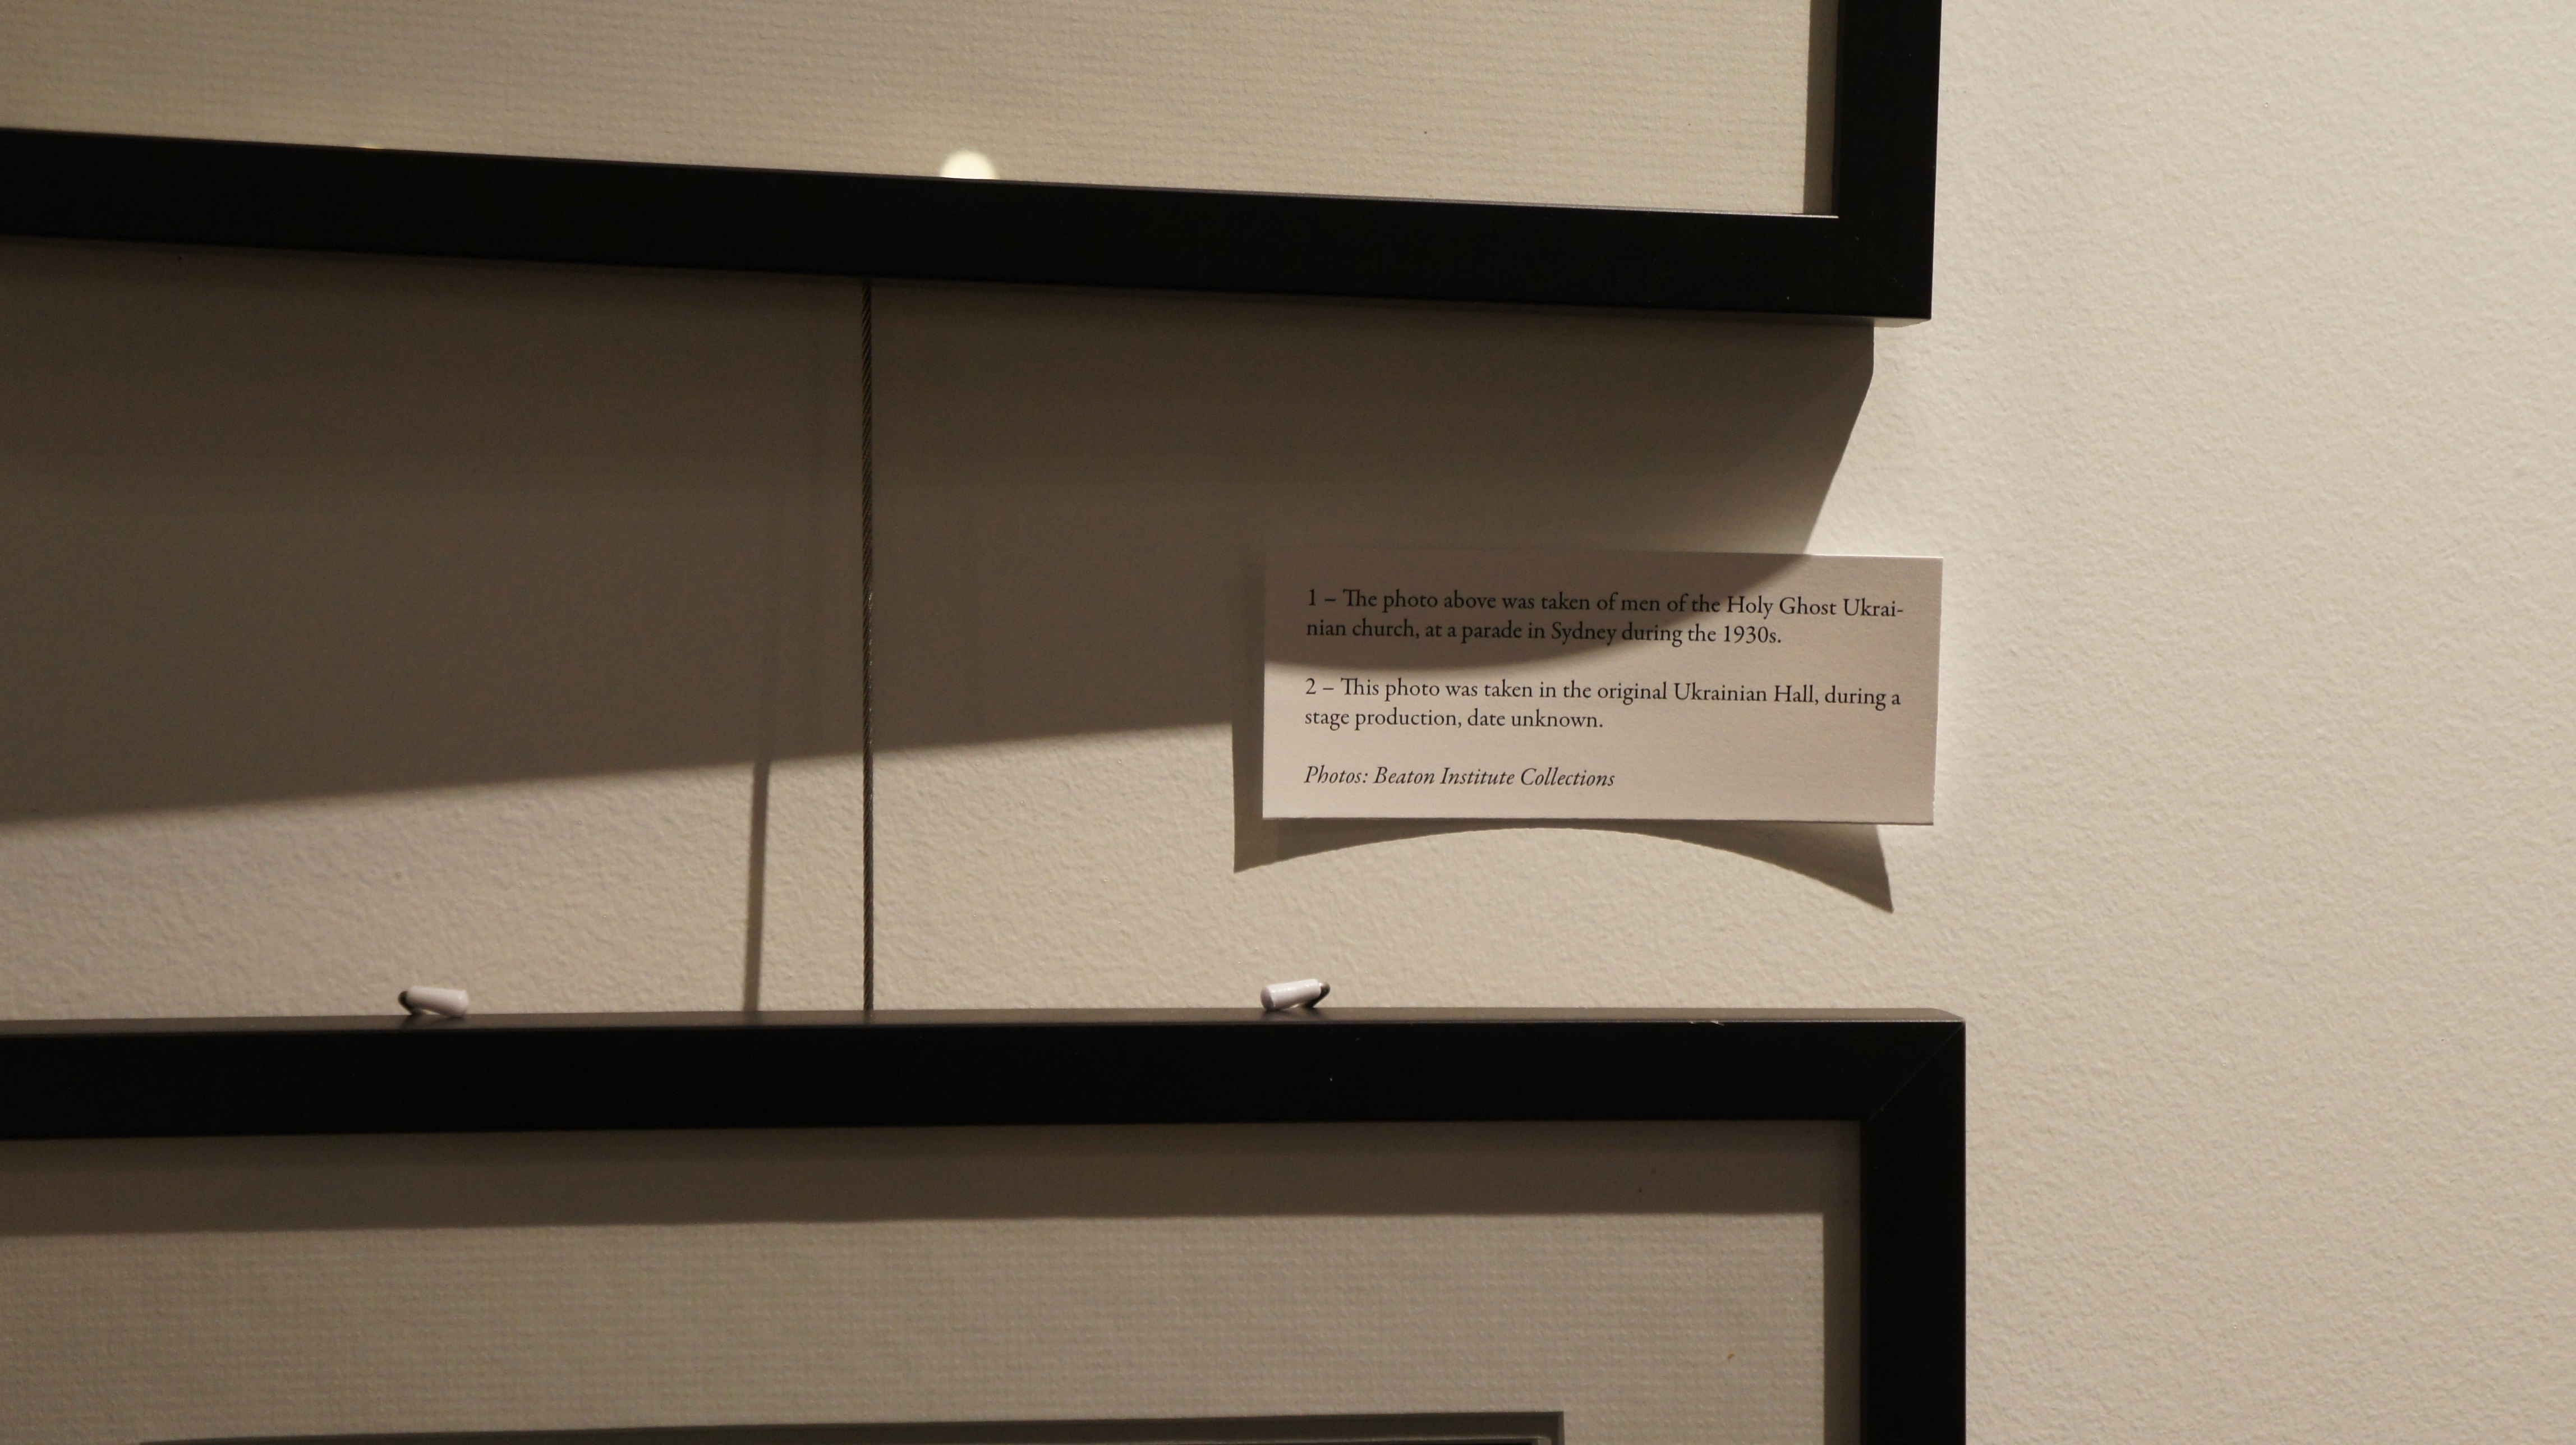 1 – The photo above was taken of men of the Holy Ghost Ukrai-
nian church, at a parade in Sydney during the 1930s.
2 – This photo was taken in the original Ukrainian Hall, during a
stage production, date unknown.
Photos: Beaton Institute Collections